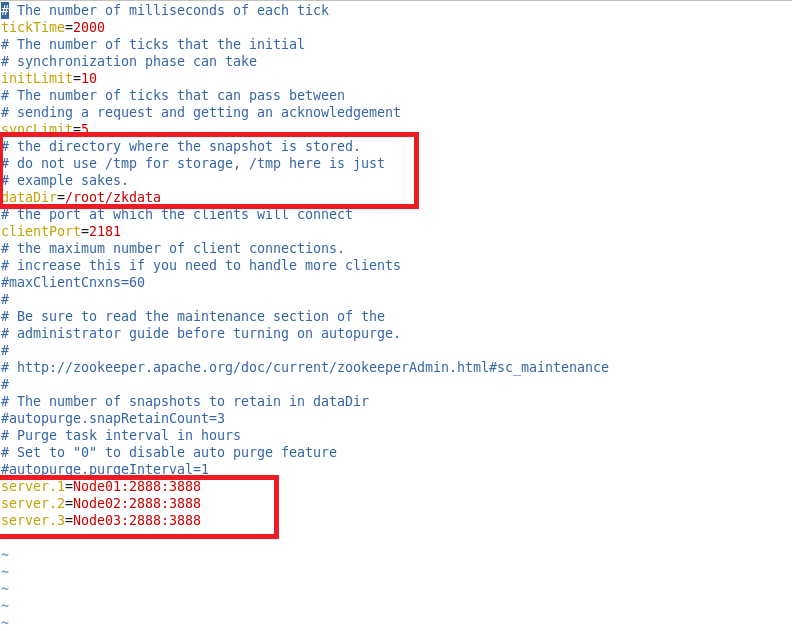 # The number of milliseconds of each tick
tickTime=2000
# The number of ticks that the initial
# synchronization phase can take
initLimit=10
# The number of ticks that can pass between
# sending a request and getting an acknowledgement
syncLimit=5
# the directory where the snapshot is stored.
# do not use /tmp for storage, /tmp here is just
# example sakes.
dataDir=/root/zkdata
# the port at which the clients will connect
clientPort=2181
# the maximum number of client connections.
# increase this if you need to handle more clients
#maxClientCnxns=60
#
# Be sure to read the maintenance section of the
# administrator guide before turning on autopurge.
#
# http://zookeeper.apache.org/doc/current/zookeeperAdmin.html#sc_maintenance
#
# The number of snapshots to retain in dataDir
#autopurge.snapRetainCount=3
# Purge task interval in hours
# Set to "0" to disable auto purge feature
#autopurge.purgeInterval=1
server.1=Node01:2888:3888
server.2=Node02:2888:3888
server.3=Node03:2888:3888
~
~
~
~
~